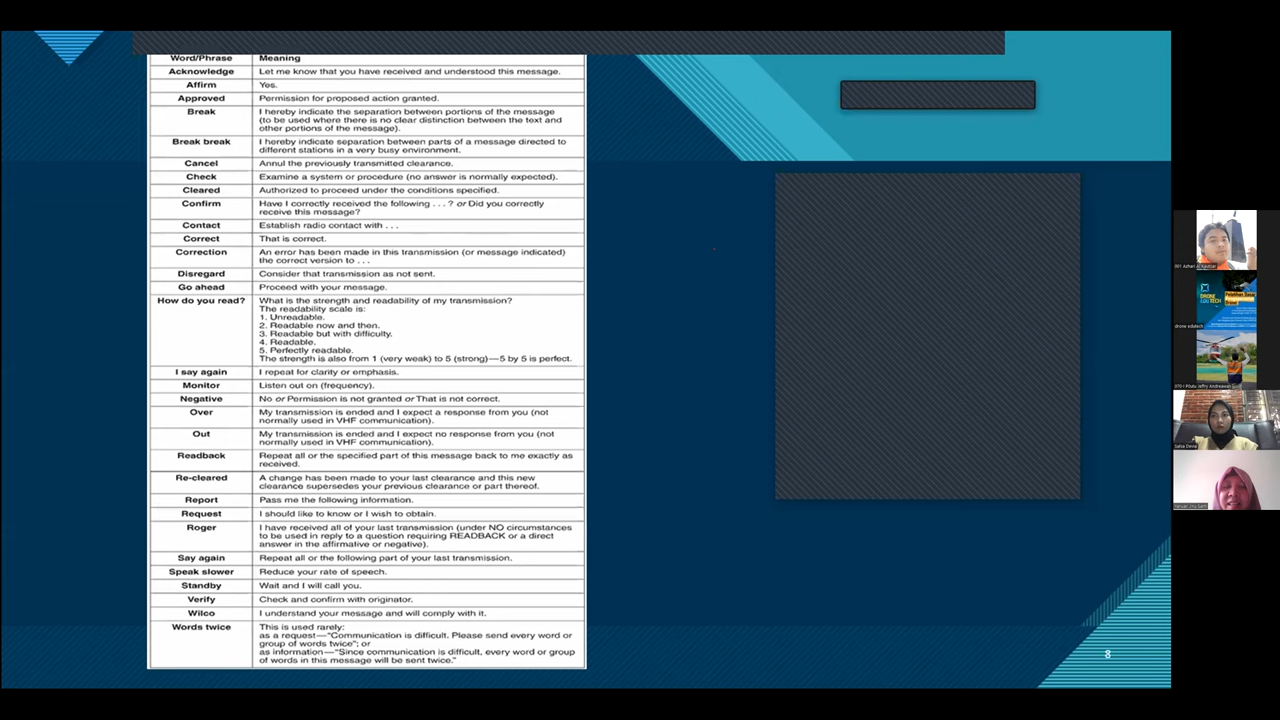 Word/Phrase Meaning
Acknowledge Let me know that you have received and understood this message.
Affirm Yes.
Approved Permission for proposed action granted.
Break I hereby indicate the separation between portions of the message
(to be used where there is no clear distinction between the text and
other portions of the message).
Break break I hereby indicate separation between parts of a message directed to
different stations in a very busy environment.
Cancel Annul the previously transmitted clearance.
Check Examine a system or procedure (no answer is normally expected).
Cleared Authorized to proceed under the conditions specified.
Confirm Have I correctly received the following . . . ? or Did you correctly
receive this message?
Contact Establish radio contact with . . .
Correct That is correct.
Correction An error has been made in this transmission (or message indicated)
the correct version to . . .
Disregard Consider that transmission as not sent.
Go ahead Proceed with your message.
How do you read? What is the strength and readability of my transmission?
The readability scale is:
1. Unreadable.
2. Readable now and then.
3. Readable but with difficulty.
4. Readable.
5. Perfectly readable.
The strength is also from 1 (very weak) to 5 (strong)—5 by 5 is perfect.
I say again I repeat for clarity or emphasis.
Monitor Listen out on (frequency).
Negative No or Permission is not granted or That is not correct.
Over My transmission is ended and I expect a response from you (not
normally used in VHF communication).
Out My transmission is ended and I expect no response from you (not
normally used in VHF communication).
Readback Repeat all or the specified part of this message back to me exactly as
received.
Re-cleared A change has been made to your last clearance and this new
clearance supersedes your previous clearance or part thereof.
Report Pass me the following information.
Request I should like to know or I wish to obtain.
Roger I have received all of your last transmission (under NO circumstances
to be used in reply to a question requiring READBACK or a direct
answer in the affirmative or negative).
Say again Repeat all or the following part of your last transmission.
Speak slower Reduce your rate of speech.
Standby Wait and I will call you.
Verify Check and confirm with originator.
Wilco I understand your message and will comply with it.
Words twice This is used rarely:
as a request—"Communication is difficult. Please send every word or
group of words twice"; or
as information—"Since communication is difficult, every word or group
of words in this message will be sent twice."
8
DRONE
EDUTECH
drone edutech
Salsa Devia